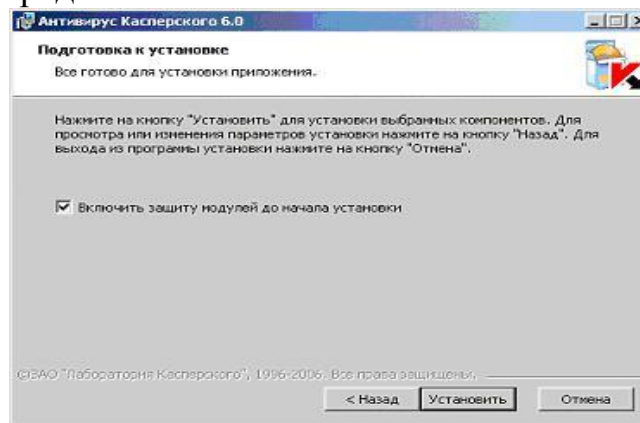 Антивирус Касперского 6.0
Подготовка к установке
Все готово для установки приложения.
Нажмите на кнопку "Установить" для установки выбранных компонентов. Для
просмотра или изменения параметров установки нажмите на кнопку "Назад". Для
выхода из программы установки нажмите на кнопку "Отмена".
Включить защиту модулей до начала установки
©ЗАО "Лаборатория Касперского", 1996-2006. Все права защищены.
< Назад Установить Отмена